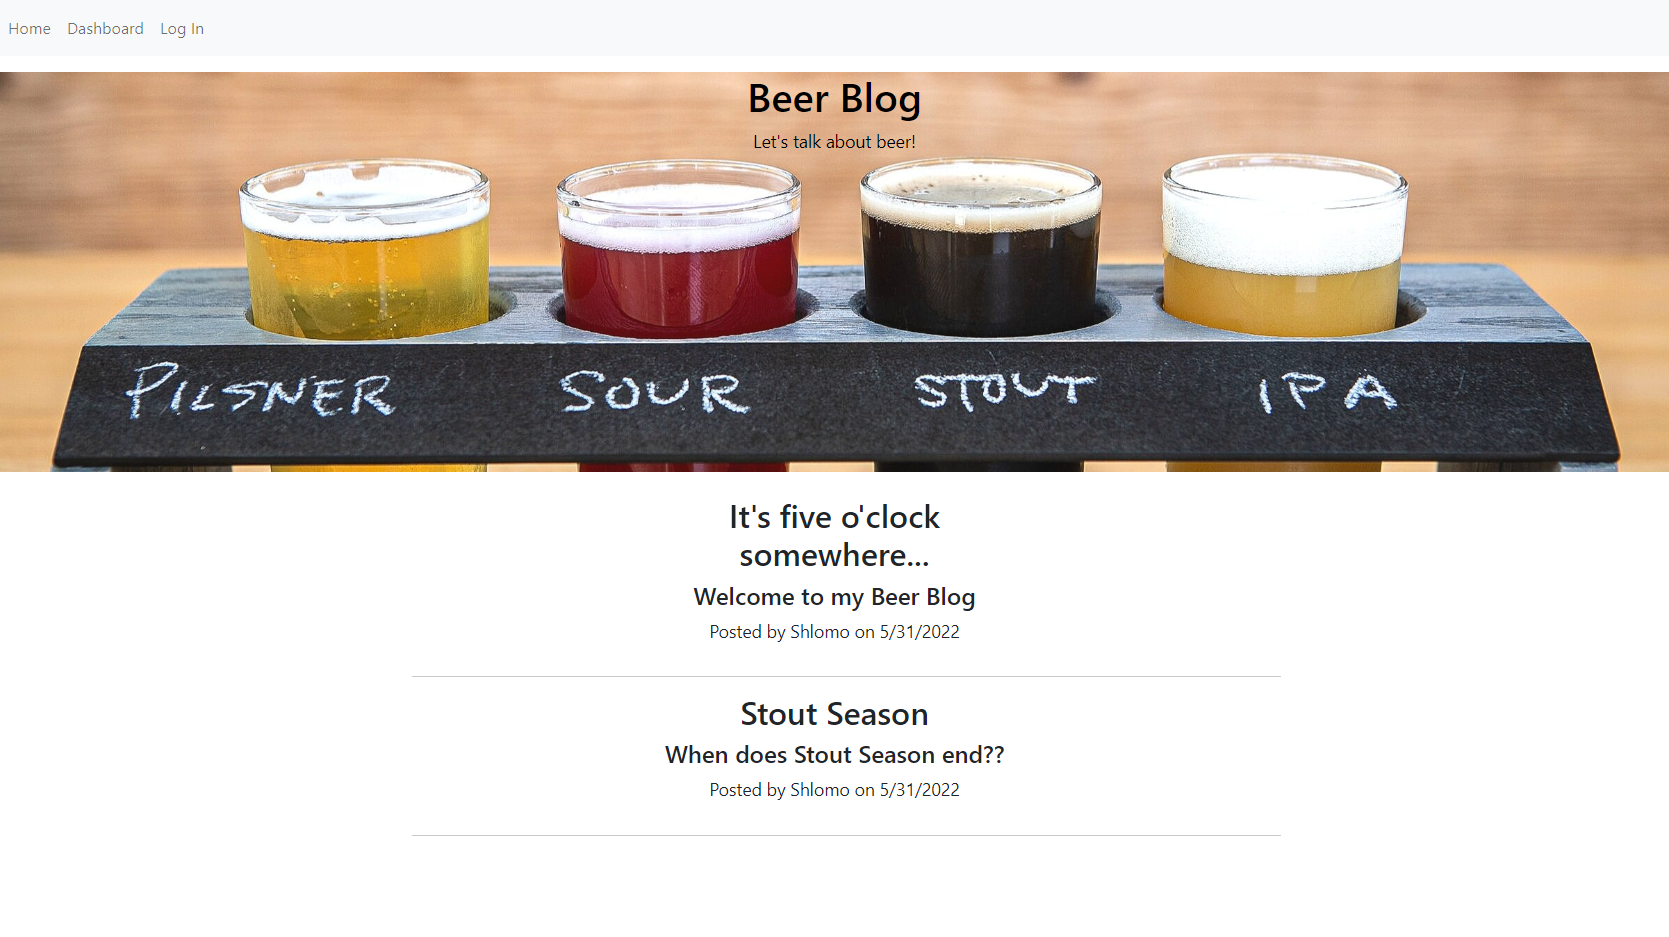 Home Dashboard Log In
Beer Blog
Let's talk about beer!
PILSNER SOUR STOUT IPA
It's five o'clock
somewhere...
Welcome to my Beer Blog
Posted by Shlomo on 5/31/2022
Stout Season
When does Stout Season end??
Posted by Shlomo on 5/31/2022